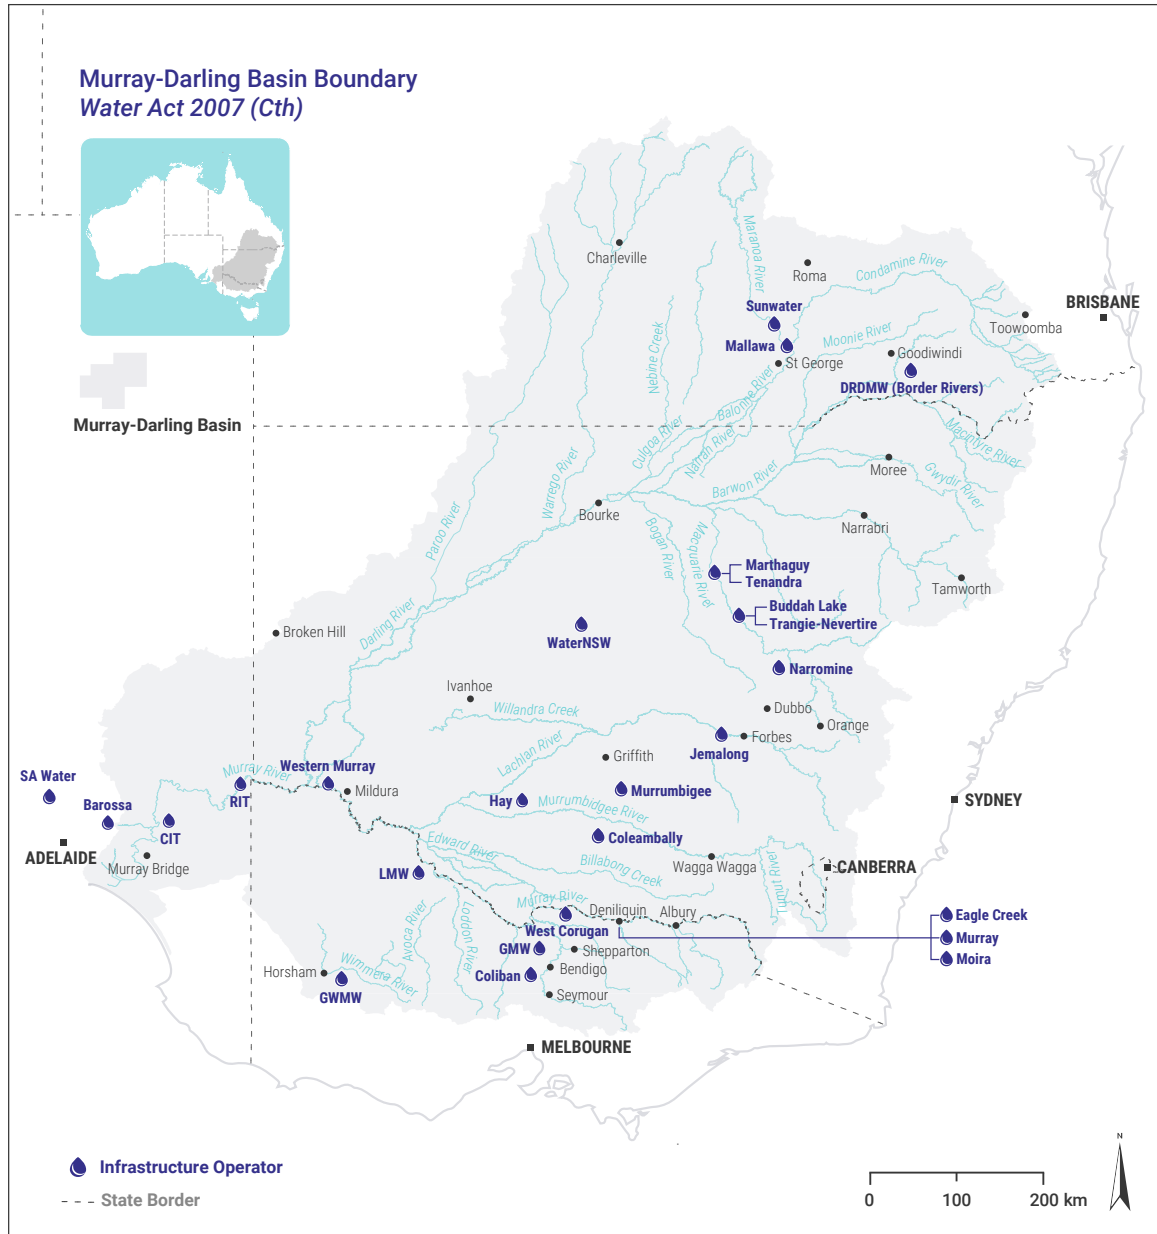 Murray-Darling Basin Boundary
Water Act 2007 (Cth)
Murray-Darling Basin
Charleville
Maranoa River
Roma
Condamine River
BRISBANE
Sunwater
Toowoomba
Mallawa
Moonie River
Goodiwindi
St George
Nebine Creek
DRDMW (Border Rivers)
Balonne River
Culgoa River
Narran River
Macintyre River
Moree
Gwydir River
Warrego River
Barwon River
Paroo River
Bourke
Narrabri
Bogan River
Macquarie River
Marthaguy
Tenandra
Tamworth
Buddah Lake
Trangie-Nevertire
Darling River
Broken Hill
WaterNSW
Narromine
Ivanhoe
Willandra Creek
Dubbo
Orange
Forbes
Jemalong
Lachlan River
Griffith
SA Water
Murray River
Western Murray
RIT
Mildura
Murrumbigee
Hay
Murrumbidgee River
SYDNEY
Barossa
CIT
Coleambally
ADELAIDE
Murray Bridge
Edward River
Billabong Creek
Wagga Wagga
Tumut River
CANBERRA
LMW
Murray River
Deniliquin
Albury
West Corugan
Eagle Creek
Murray
Moira
Avoca River
Loddon River
GMW
Shepparton
Bendigo
Coliban
Seymour
Horsham
Wimmera River
GWMW
MELBOURNE
N
Infrastructure Operator
State Border
0 100 200 km